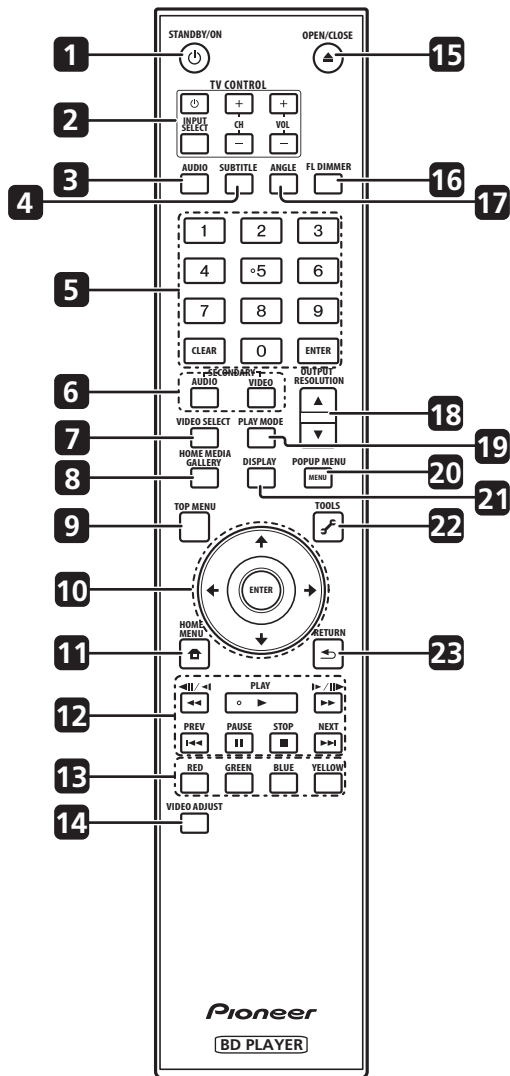 STANDBY/ON OPEN/CLOSE
1 15
TV CONTROL
2 + +
INPUT SELECT CH VOL
− −
3 AUDIO SUBTITLE ANGLE FL DIMMER 16
4 17
1 2 3
4 5 6
5
7 8 9
CLEAR 0 ENTER
SECONDARY OUTPUT RESOLUTION
6 AUDIO VIDEO
18
7 VIDEO SELECT PLAY MODE 19
8 HOME MEDIA GALLERY DISPLAY POPUP MENU 20
MENU
21
9 TOP MENU TOOLS 22
10 ENTER
11 HOME MENU RETURN 23
PLAY
12
PREV PAUSE STOP NEXT
13 RED GREEN BLUE YELLOW
14 VIDEO ADJUST
Pioneer
BD PLAYER